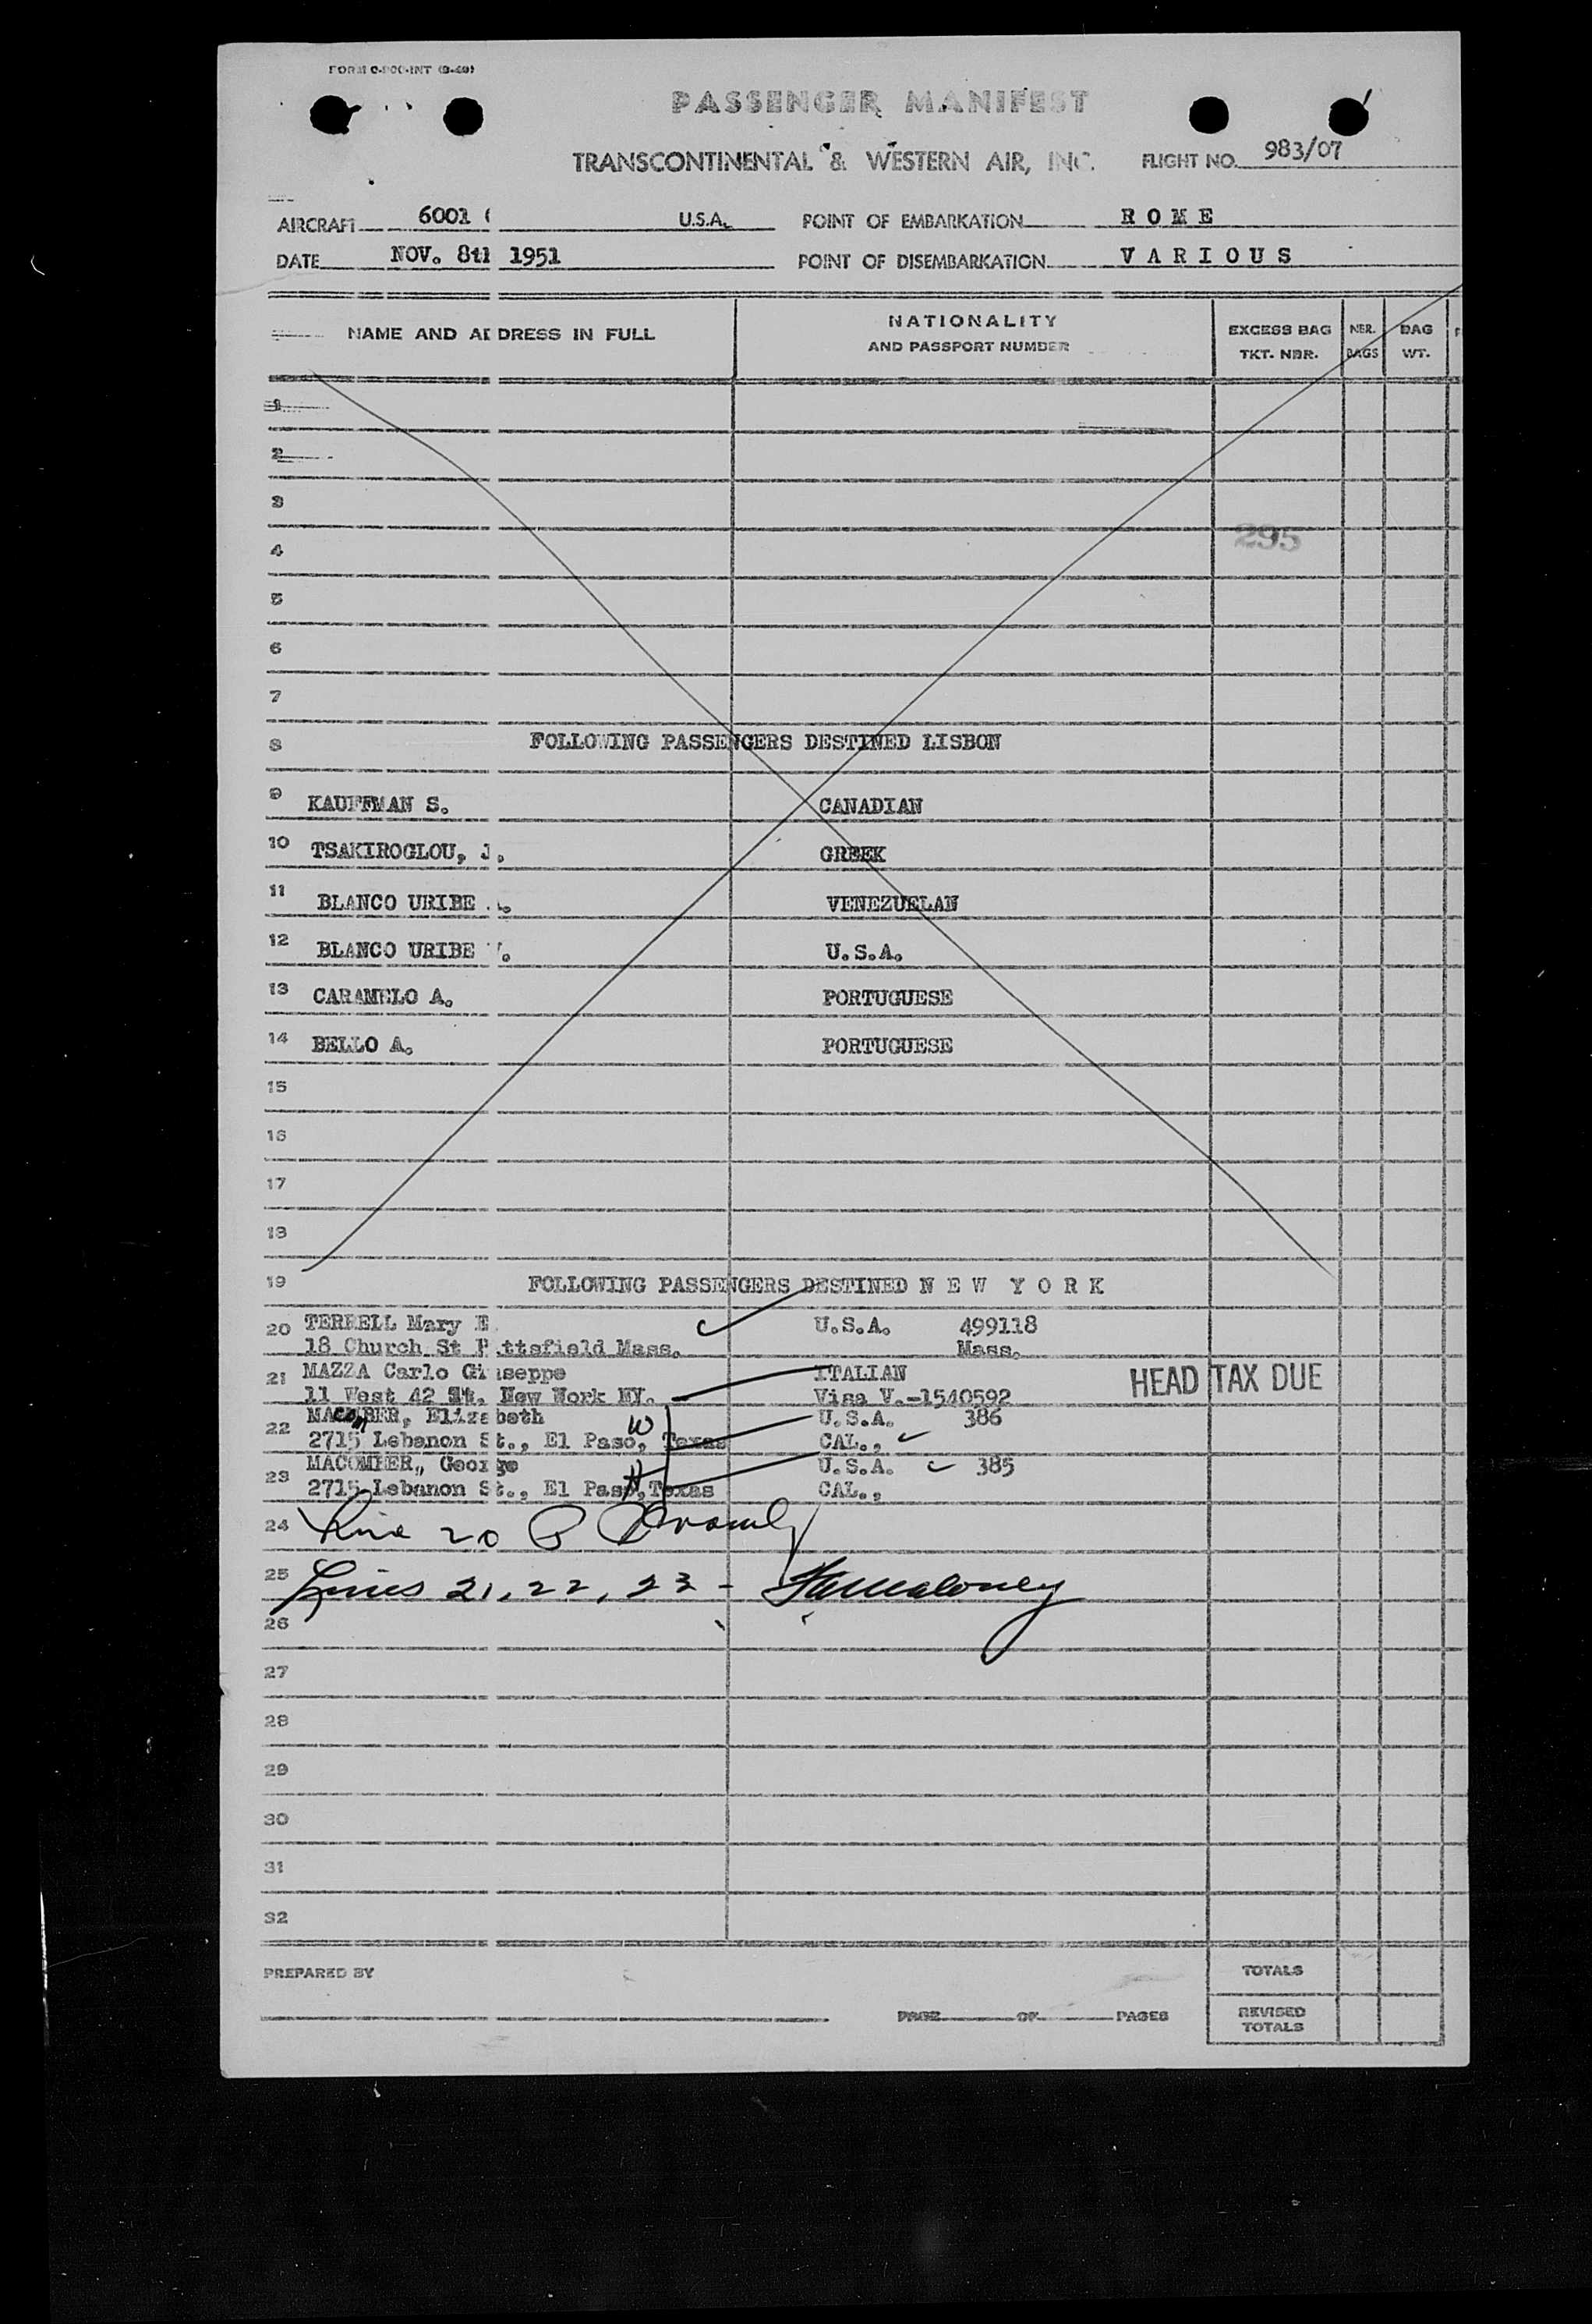 FORM O-900-INT (9-49)
PASSENGER MANIFEST
TRANSCONTINENTAL & WESTERN AIR, INC. FLIGHT NO. 983/07
AIRCRAFT 6001 U.S.A. POINT OF EMBARKATION R O M E
DATE NOV. 8th 1951 POINT OF DISEMBARKATION V A R I O U S
NAME AND ADDRESS IN FULL NATIONALITY EXCESS BAG NBR. BAG
AND PASSPORT NUMBER TKT. NBR. BAGS WT.
1
2
3
295
4
5
6
7
8 FOLLOWING PASSENGERS DESTINED LISBON
9 KAUFFMAN S. CANADIAN
10 TSAKIROGLOU, J. GREEK
11 BLANCO URIBE VENEZUELAN
12 BLANCO URIBE U.S.A.
13 CARAMELO A. PORTUGUESE
14 BELLO A. PORTUGUESE
15
16
17
18
19 FOLLOWING PASSENGERS DESTINED N E W Y O R K
20 TERRELL Mary E U.S.A. 499118
18 Church St Pittsfield Mass. Mass.
21 MAZZA Carlo Giuseppe ITALIAN HEAD TAX DUE
11 West 42 St. New York NY. Visa V.-1540592
22 MACOMBER, Elizabeth W U.S.A. 386
2715 Lebanon St., El Paso, Texas CAL.,
23 MACOMBER, George H U.S.A. 385
2715 Lebanon St., El Paso, Texas CAL.,
24 Line 20
25 Lines 21, 22, 23 - Maloney
26
27
28
29
30
31
32
PREPARED BY TOTALS
PAGE OF PAGES REVISED
TOTALS